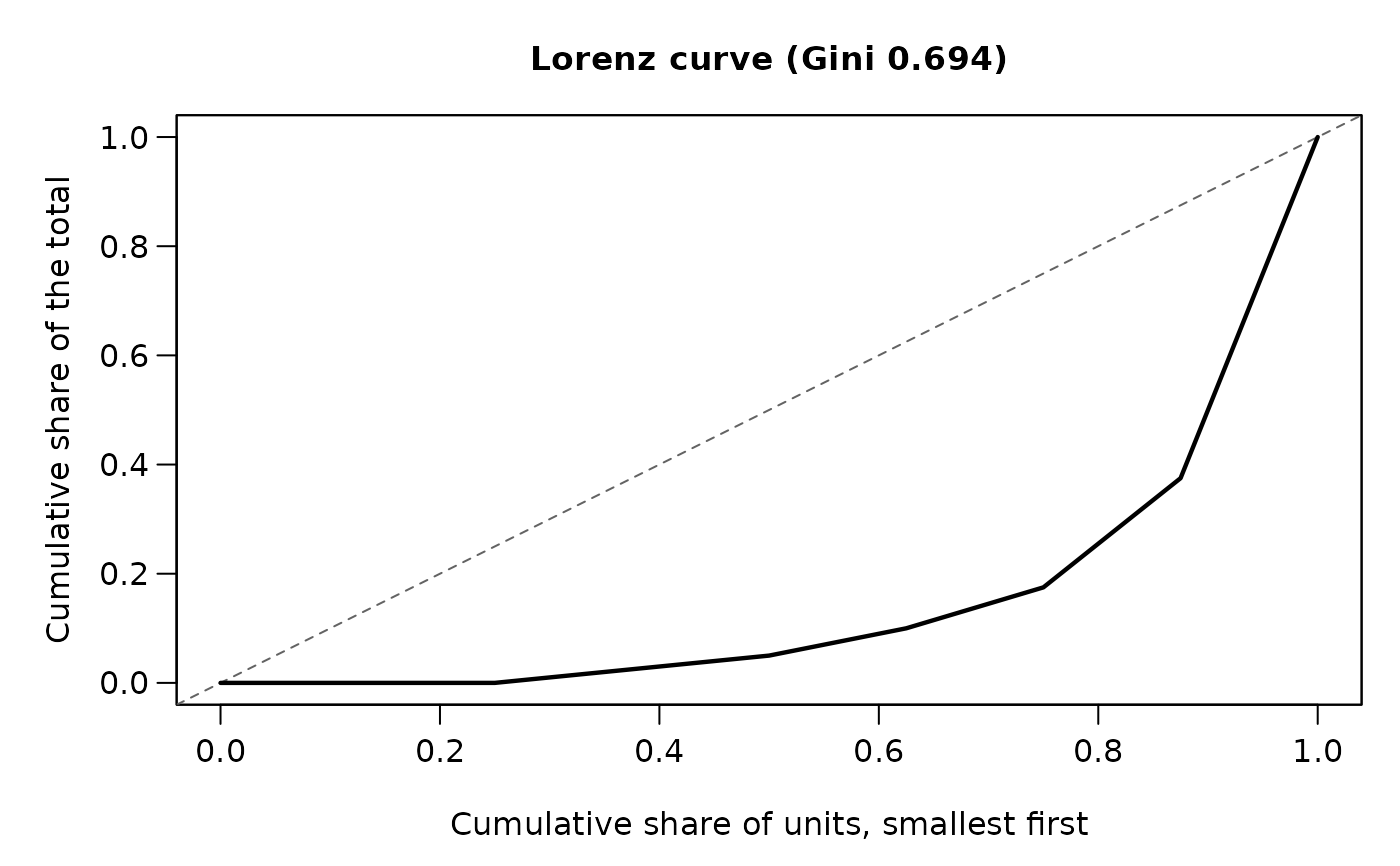 Lorenz curve (Gini 0.694)
Cumulative share of the total
1.0
0.8
0.6
0.4
0.2
0.0
0.0 0.2 0.4 0.6 0.8 1.0
Cumulative share of units, smallest first